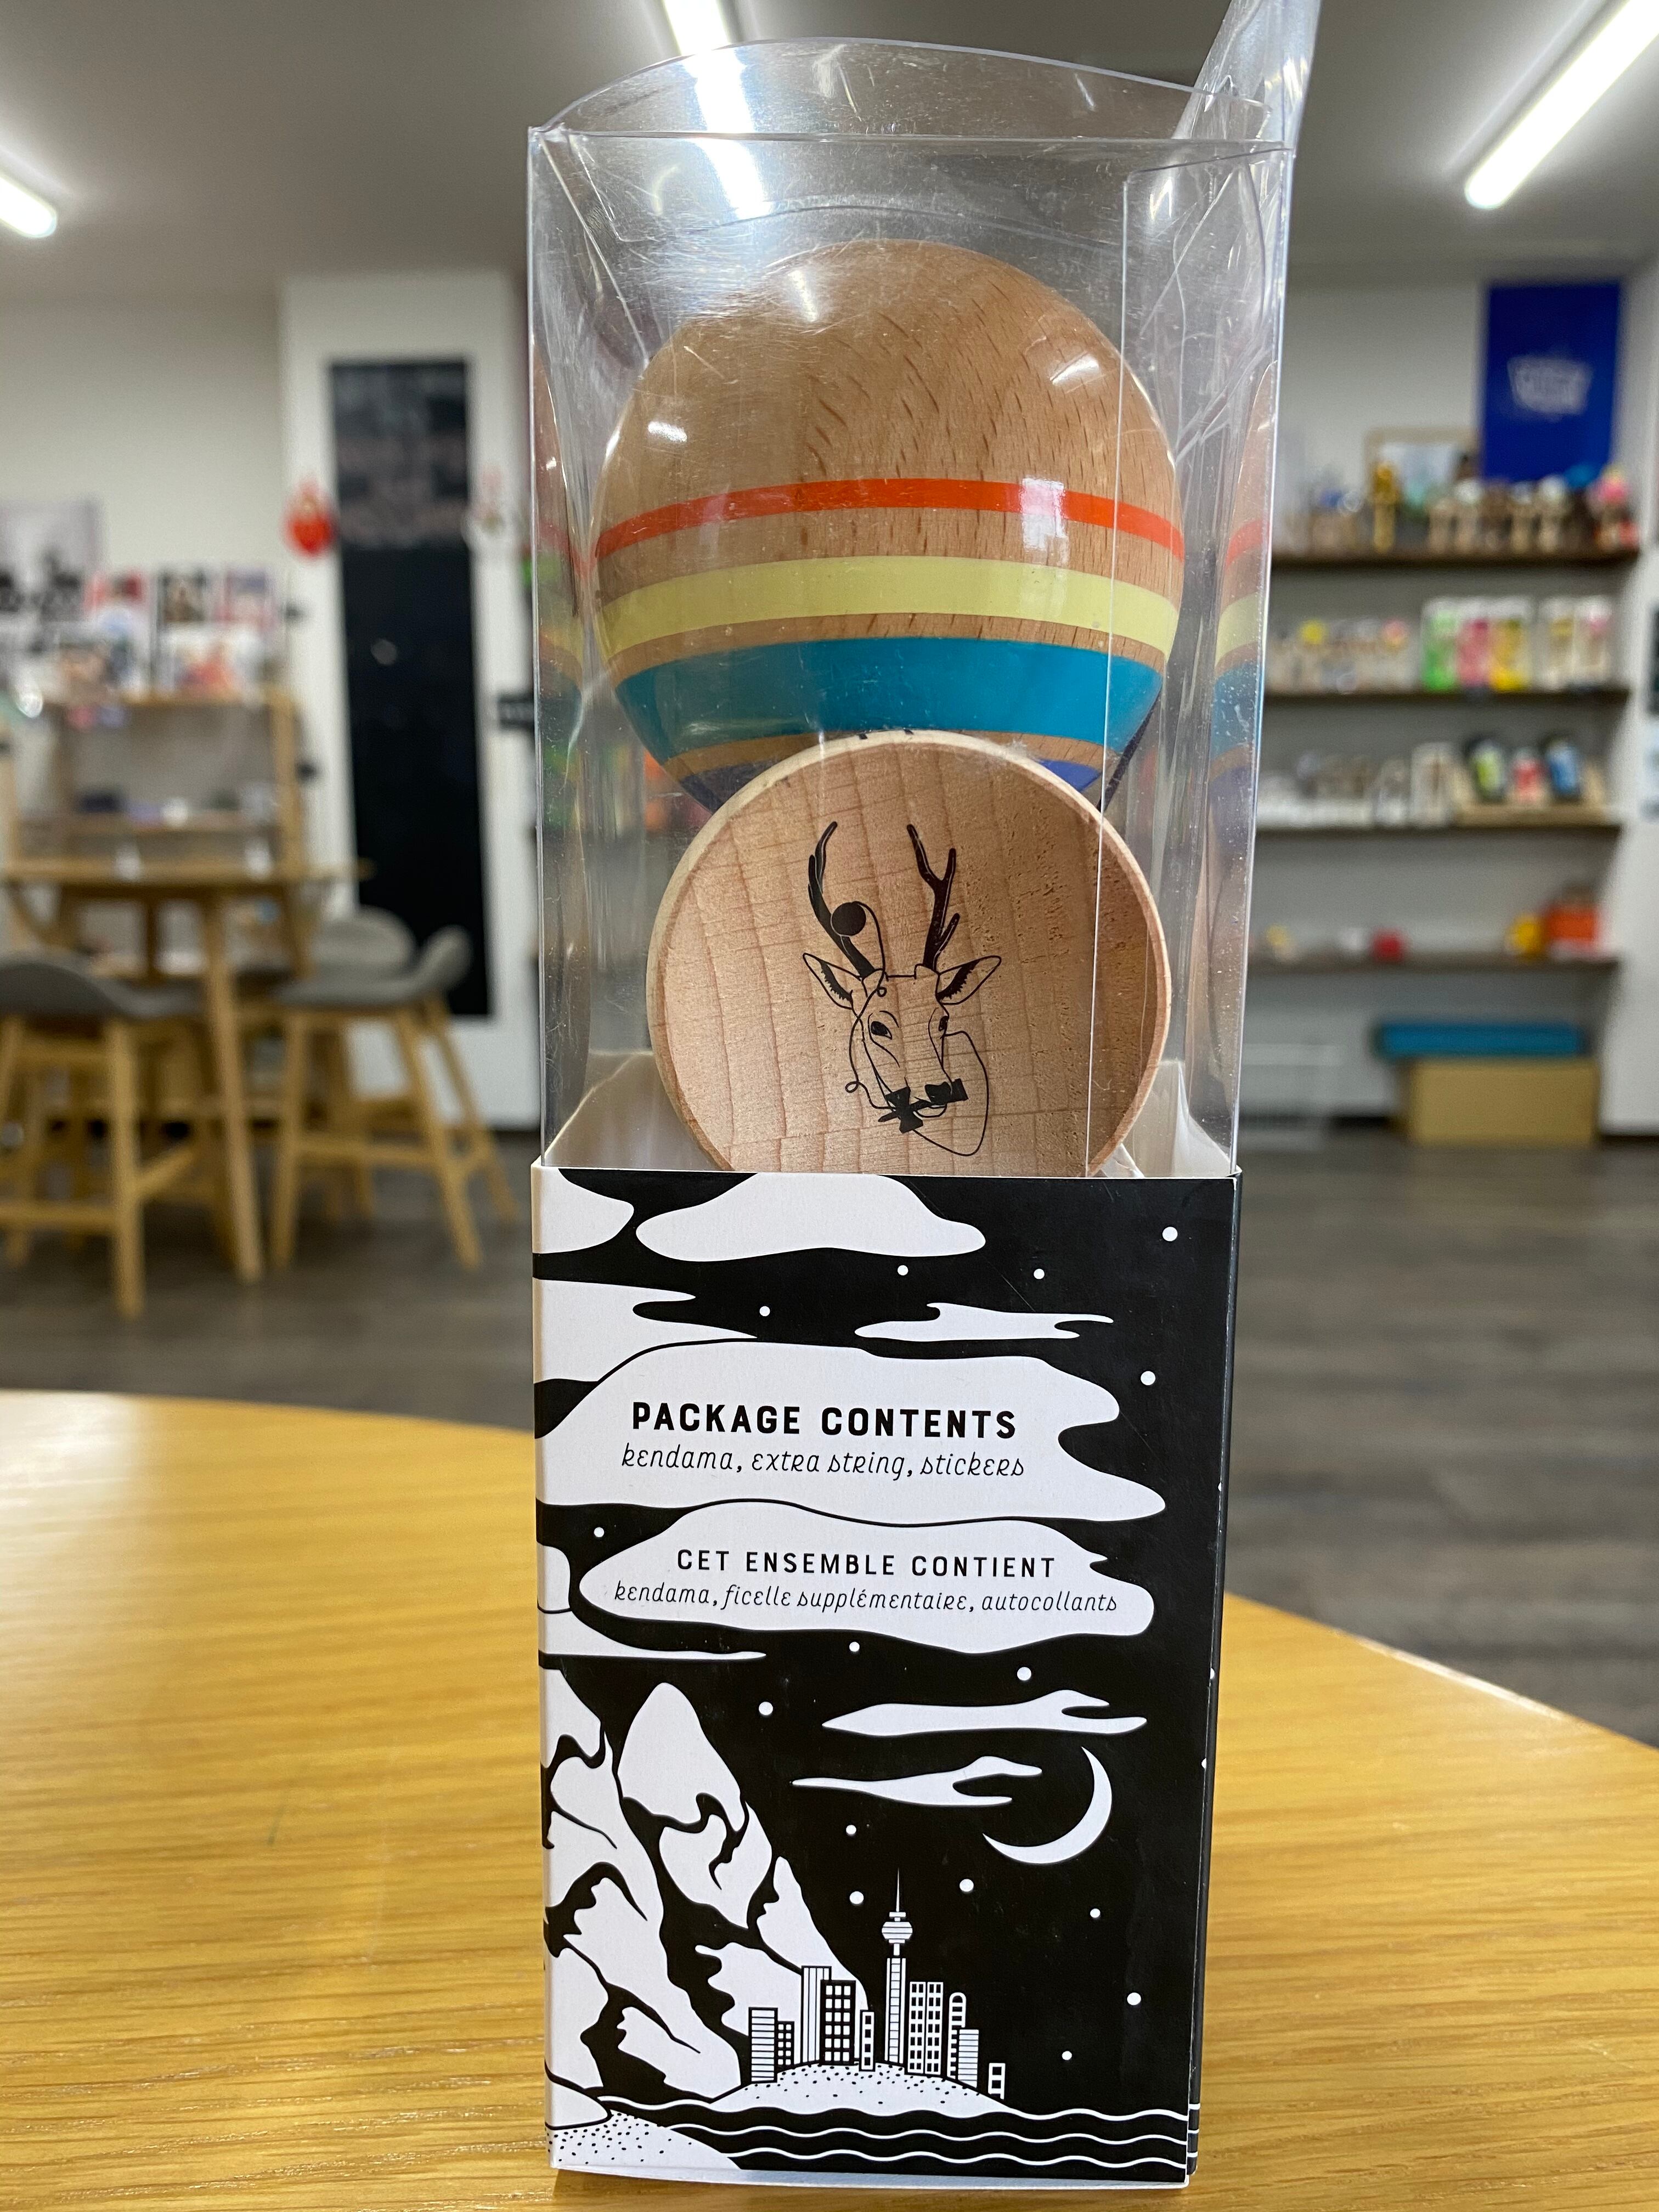 PACKAGE CONTENTS
kendama, extra string, stickers
CET ENSEMBLE CONTIENT
kendama, ficelle supplémentaire, autocollants